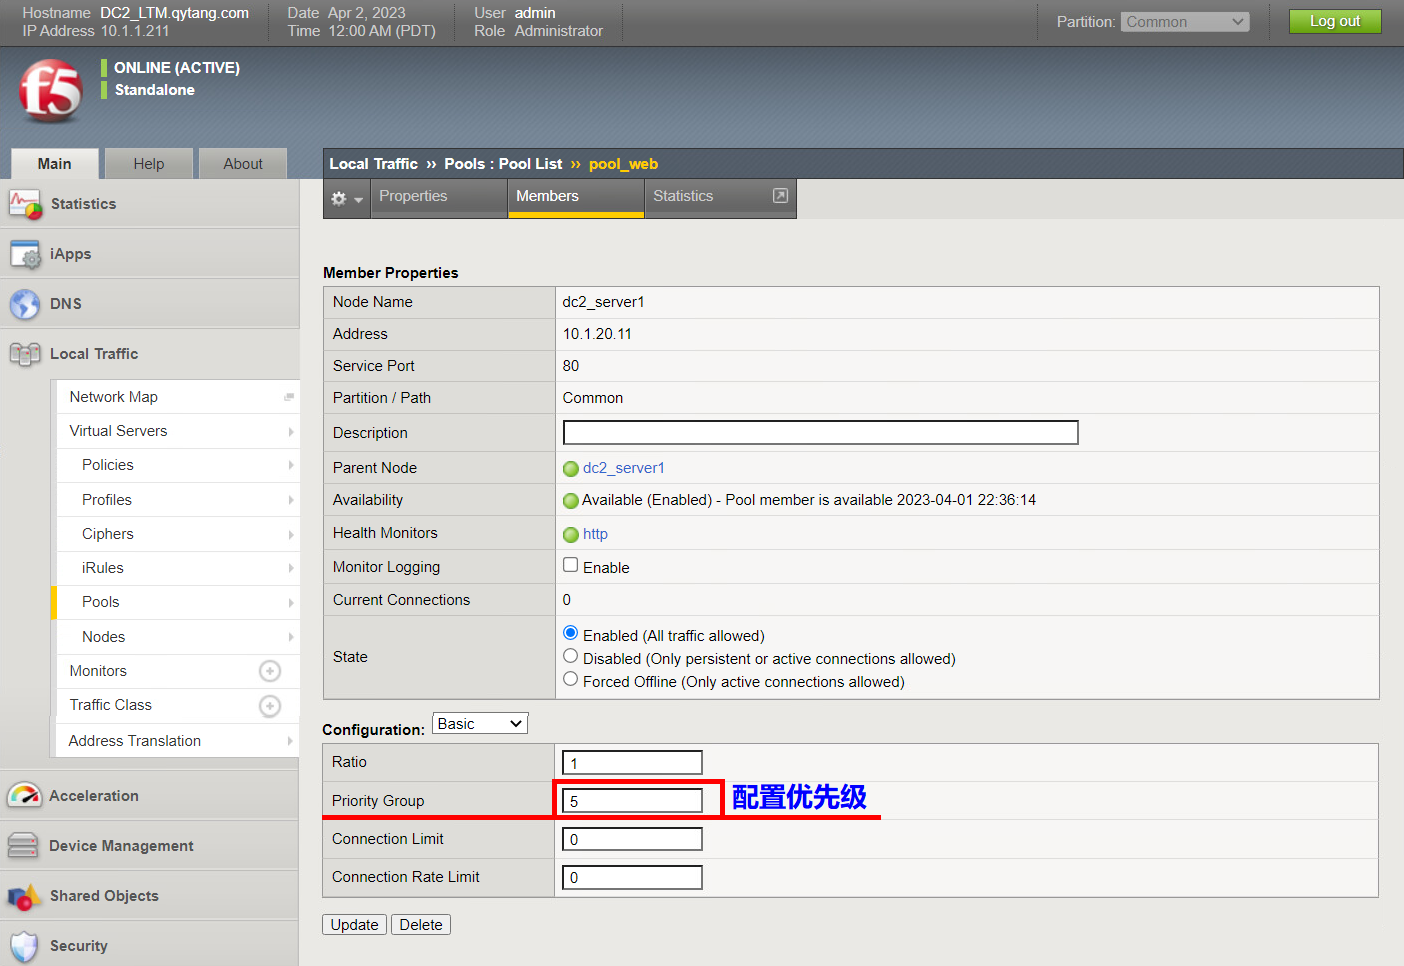 Hostname DC2_LTM.qytang.com Date Apr 2, 2023 User admin Partition: Common Log out
IP Address 10.1.1.211 Time 12:00 AM (PDT) Role Administrator
f5
ONLINE (ACTIVE)
Standalone
Main Help About
Local Traffic ›› Pools : Pool List ›› pool_web
Properties Members Statistics
Statistics
iApps
DNS
Local Traffic
Network Map
Virtual Servers
Policies
Profiles
Ciphers
iRules
Pools
Nodes
Monitors
Traffic Class
Address Translation
Acceleration
Device Management
Shared Objects
Security
Member Properties
Node Name dc2_server1
Address 10.1.20.11
Service Port 80
Partition / Path Common
Description
Parent Node dc2_server1
Availability Available (Enabled) - Pool member is available 2023-04-01 22:36:14
Health Monitors http
Monitor Logging Enable
Current Connections 0
State
Enabled (All traffic allowed)
Disabled (Only persistent or active connections allowed)
Forced Offline (Only active connections allowed)
Configuration: Basic
Ratio 1
Priority Group 5 配置优先级
Connection Limit 0
Connection Rate Limit 0
Update Delete